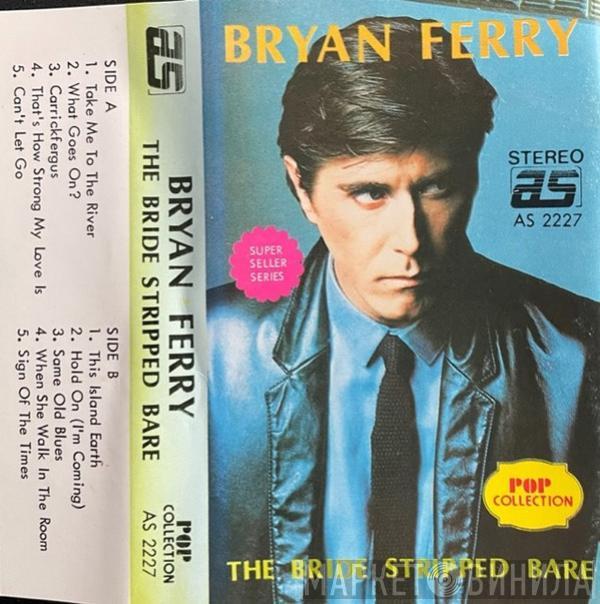 SIDE A
1. Take Me To The River
2. What Goes On?
3. Carrickfergus
4. That's How Strong My Love Is
5. Can't Let Go
SIDE B
1. This Island Earth
2. Hold On (I'm Coming)
3. Same Old Blues
4. When She Walk In The Room
5. Sign Of The Times
as
BRYAN FERRY
THE BRIDE STRIPPED BARE
POP
COLLECTION
AS 2227
BRYAN FERRY
STEREO
as
AS 2227
SUPER
SELLER
SERIES
POP
COLLECTION
THE BRIDE STRIPPED BARE
МАРКЕТ ВИНИЛА